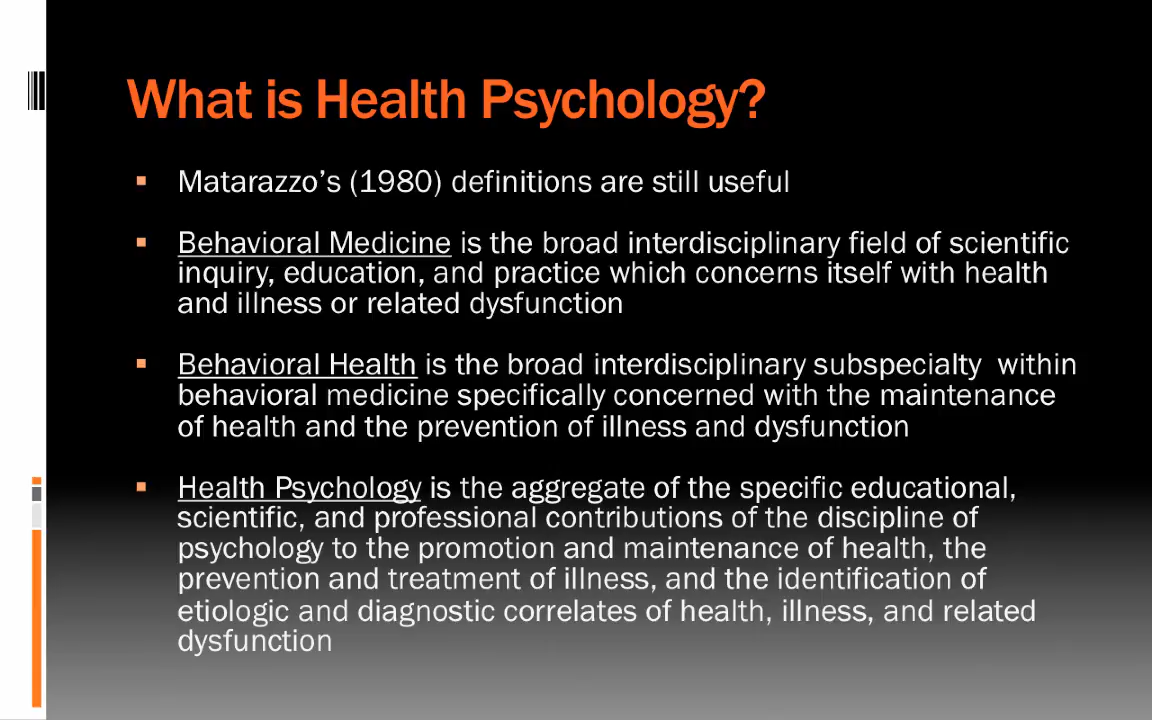 What is Health Psychology?
▪ Matarazzo’s (1980) definitions are still useful
▪ Behavioral Medicine is the broad interdisciplinary field of scientific
inquiry, education, and practice which concerns itself with health
and illness or related dysfunction
▪ Behavioral Health is the broad interdisciplinary subspecialty  within
behavioral medicine specifically concerned with the maintenance
of health and the prevention of illness and dysfunction
▪ Health Psychology is the aggregate of the specific educational,
scientific, and professional contributions of the discipline of
psychology to the promotion and maintenance of health, the
prevention and treatment of illness, and the identification of
etiologic and diagnostic correlates of health, illness, and related
dysfunction